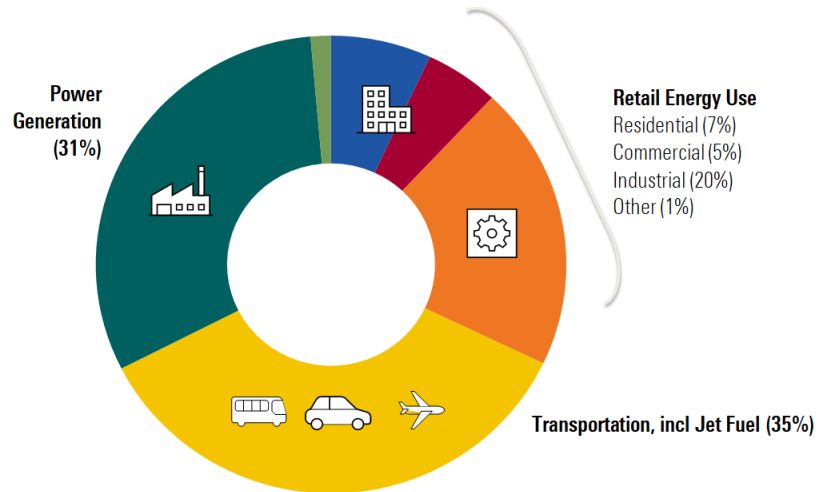 Power
Generation
(31%)
Retail Energy Use
Residential (7%)
Commercial (5%)
Industrial (20%)
Other (1%)
Transportation, incl Jet Fuel (35%)